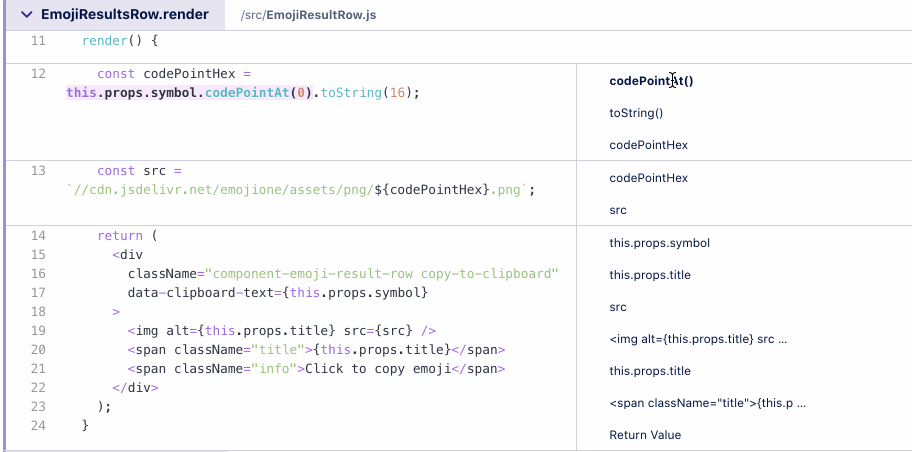 EmojiResultsRow.render /src/EmojiResultRow.js
11 render() {
12 const codePointHex =
this.props.symbol.codePointAt(0).toString(16);
codePointAt()
toString()
codePointHex
13 const src =
`//cdn.jsdelivr.net/emojione/assets/png/${codePointHex}.png`;
codePointHex
src
14 return (
15 <div
16 className="component-emoji-result-row copy-to-clipboard"
17 data-clipboard-text={this.props.symbol}
18 >
19 <img alt={this.props.title} src={src} />
20 <span className="title">{this.props.title}</span>
21 <span className="info">Click to copy emoji</span>
22 </div>
23 );
24 }
this.props.symbol
this.props.title
src
<img alt={this.props.title} src ...
this.props.title
<span className="title">{this.p ...
Return Value